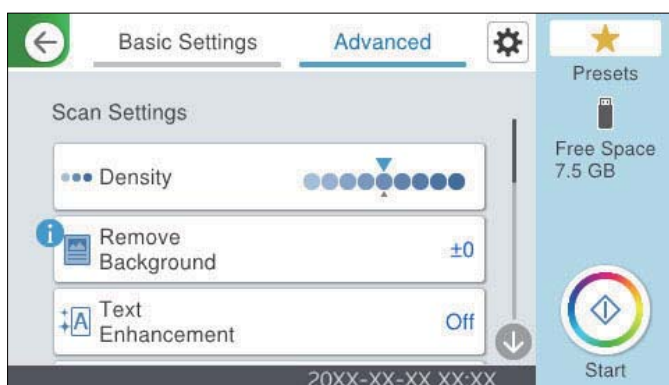 Basic Settings
Advanced
Presets
Scan Settings
Free Space
7.5 GB
Density
i
Remove
Background
±0
A
Text
Enhancement
Off
20XX-XX-XX XX:XX
Start